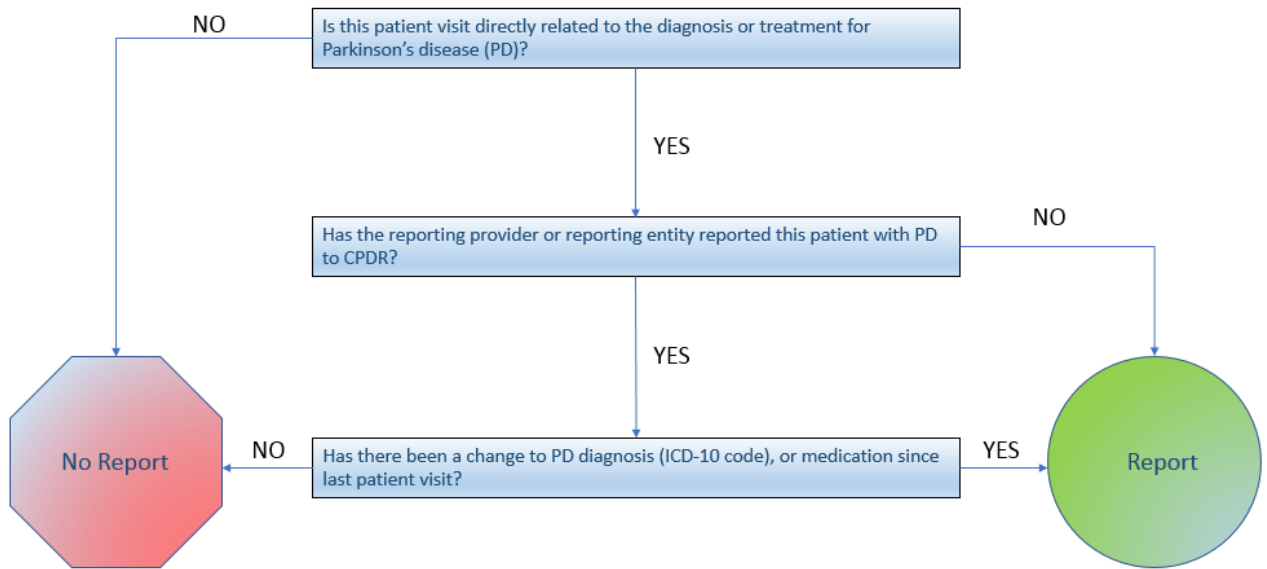 NO
Is this patient visit directly related to the diagnosis or treatment for
Parkinson's disease (PD)?
YES
Has the reporting provider or reporting entity reported this patient with PD
to CPDR?
NO
YES
No Report
NO
Has there been a change to PD diagnosis (ICD-10 code), or medication since
last patient visit?
YES
Report